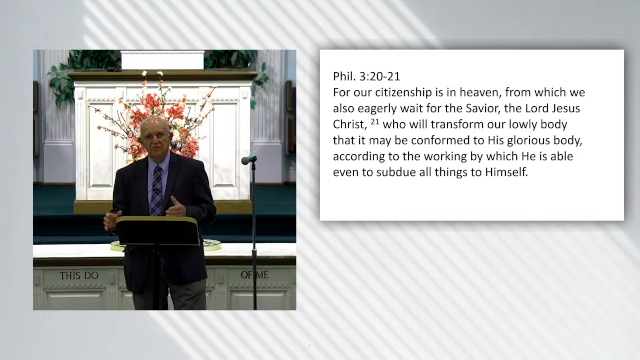 Phil. 3:20-21
For our citizenship is in heaven, from which we
also eagerly wait for the Savior, the Lord Jesus
Christ, 21 who will transform our lowly body
that it may be conformed to His glorious body,
according to the working by which He is able
even to subdue all things to Himself.
THIS DO
OF ME